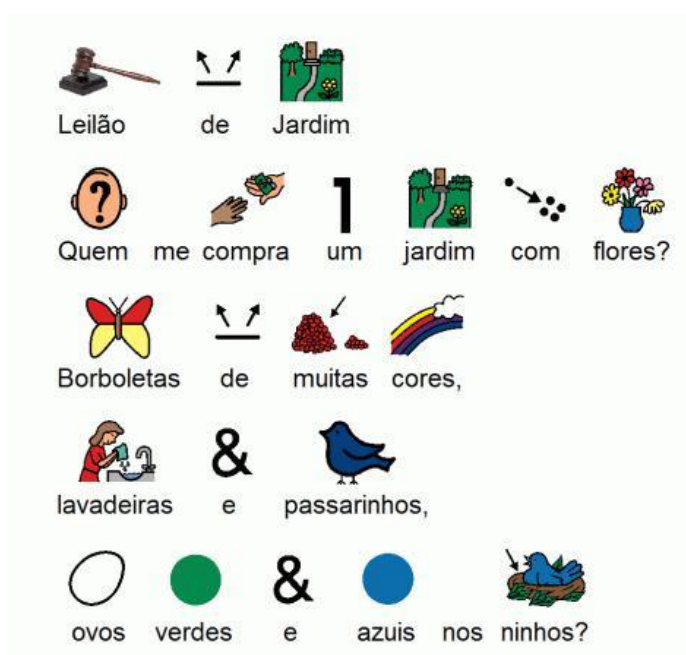 Leilão de Jardim
Quem me compra um jardim com flores?
Borboletas de muitas cores,
lavadeiras e passarinhos,
ovos verdes e azuis nos ninhos?